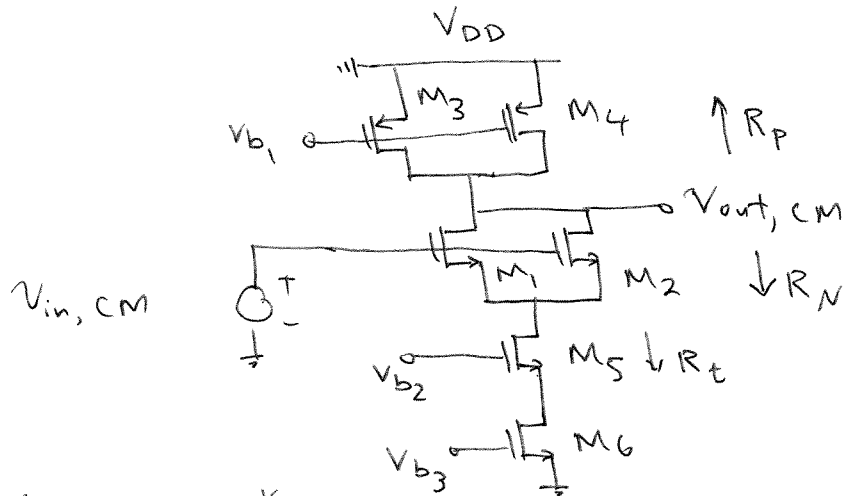 VDD
M3
M4
Rp
Vb1
Vout, CM
M1
M2
RN
Vin, CM
+
-
M5
Rt
Vb2
M6
Vb3